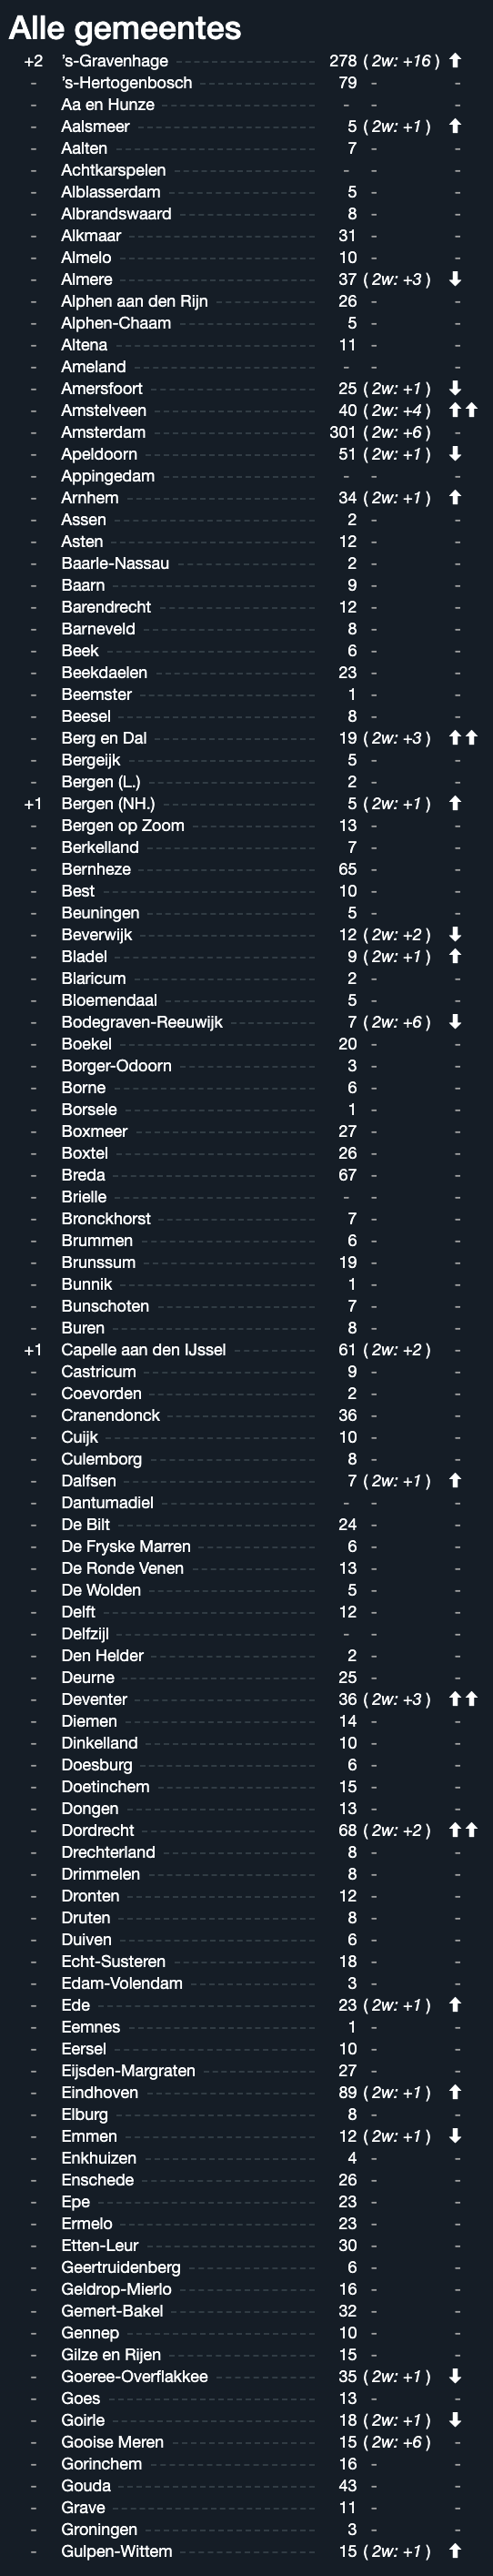 Alle gemeentes
+2 's-Gravenhage 278 ( 2w: +16 ) ⬆
- 's-Hertogenbosch 79 - -
- Aa en Hunze - - -
- Aalsmeer 5 ( 2w: +1 ) ⬆
- Aalten 7 - -
- Achtkarspelen - - -
- Alblasserdam 5 - -
- Albrandswaard 8 - -
- Alkmaar 31 - -
- Almelo 10 - -
- Almere 37 ( 2w: +3 ) ⬇
- Alphen aan den Rijn 26 - -
- Alphen-Chaam 5 - -
- Altena 11 - -
- Ameland - - -
- Amersfoort 25 ( 2w: +1 ) ⬇
- Amstelveen 40 ( 2w: +4 ) ⬆⬆
- Amsterdam 301 ( 2w: +6 ) -
- Apeldoorn 51 ( 2w: +1 ) ⬇
- Appingedam - - -
- Arnhem 34 ( 2w: +1 ) ⬆
- Assen 2 - -
- Asten 12 - -
- Baarle-Nassau 2 - -
- Baarn 9 - -
- Barendrecht 12 - -
- Barneveld 8 - -
- Beek 6 - -
- Beekdaelen 23 - -
- Beemster 1 - -
- Beesel 8 - -
- Berg en Dal 19 ( 2w: +3 ) ⬆⬆
- Bergeijk 5 - -
- Bergen (L.) 2 - -
+1 Bergen (NH.) 5 ( 2w: +1 ) ⬆
- Bergen op Zoom 13 - -
- Berkelland 7 - -
- Bernheze 65 - -
- Best 10 - -
- Beuningen 5 - -
- Beverwijk 12 ( 2w: +2 ) ⬇
- Bladel 9 ( 2w: +1 ) ⬆
- Blaricum 2 - -
- Bloemendaal 5 - -
- Bodegraven-Reeuwijk 7 ( 2w: +6 ) ⬇
- Boekel 20 - -
- Borger-Odoorn 3 - -
- Borne 6 - -
- Borsele 1 - -
- Boxmeer 27 - -
- Boxtel 26 - -
- Breda 67 - -
- Brielle - - -
- Bronckhorst 7 - -
- Brummen 6 - -
- Brunssum 19 - -
- Bunnik 1 - -
- Bunschoten 7 - -
- Buren 8 - -
+1 Capelle aan den IJssel 61 ( 2w: +2 ) -
- Castricum 9 - -
- Coevorden 2 - -
- Cranendonck 36 - -
- Cuijk 10 - -
- Culemborg 8 - -
- Dalfsen 7 ( 2w: +1 ) ⬆
- Dantumadiel - - -
- De Bilt 24 - -
- De Fryske Marren 6 - -
- De Ronde Venen 13 - -
- De Wolden 5 - -
- Delft 12 - -
- Delfzijl - - -
- Den Helder 2 - -
- Deurne 25 - -
- Deventer 36 ( 2w: +3 ) ⬆⬆
- Diemen 14 - -
- Dinkelland 10 - -
- Doesburg 6 - -
- Doetinchem 15 - -
- Dongen 13 - -
- Dordrecht 68 ( 2w: +2 ) ⬆⬆
- Drechterland 8 - -
- Drimmelen 8 - -
- Dronten 12 - -
- Druten 8 - -
- Duiven 6 - -
- Echt-Susteren 18 - -
- Edam-Volendam 3 - -
- Ede 23 ( 2w: +1 ) ⬆
- Eemnes 1 - -
- Eersel 10 - -
- Eijsden-Margraten 27 - -
- Eindhoven 89 ( 2w: +1 ) ⬆
- Elburg 8 - -
- Emmen 12 ( 2w: +1 ) ⬇
- Enkhuizen 4 - -
- Enschede 26 - -
- Epe 23 - -
- Ermelo 23 - -
- Etten-Leur 30 - -
- Geertruidenberg 6 - -
- Geldrop-Mierlo 16 - -
- Gemert-Bakel 32 - -
- Gennep 10 - -
- Gilze en Rijen 15 - -
- Goeree-Overflakkee 35 ( 2w: +1 ) ⬇
- Goes 13 - -
- Goirle 18 ( 2w: +1 ) ⬇
- Gooise Meren 15 ( 2w: +6 ) -
- Gorinchem 16 - -
- Gouda 43 - -
- Grave 11 - -
- Groningen 3 - -
- Gulpen-Wittem 15 ( 2w: +1 ) ⬆